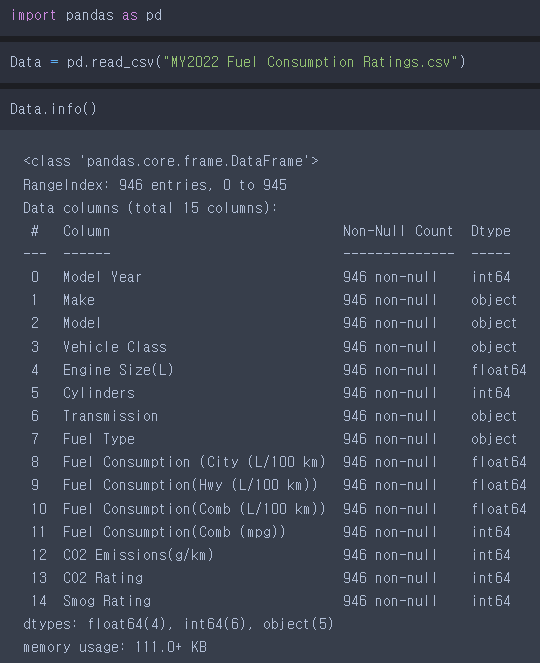 import pandas as pd
Data = pd.read_csv("MY2022 Fuel Consumption Ratings.csv")
Data.info()
<class 'pandas.core.frame.DataFrame'>
RangeIndex: 946 entries, 0 to 945
Data columns (total 15 columns):
#   Column   Non-Null Count   Dtype
---  ------   --------------   -----
0   Model Year   946 non-null   int64
1   Make   946 non-null   object
2   Model   946 non-null   object
3   Vehicle Class   946 non-null   object
4   Engine Size(L)   946 non-null   float64
5   Cylinders   946 non-null   int64
6   Transmission   946 non-null   object
7   Fuel Type   946 non-null   object
8   Fuel Consumption (City (L/100 km)   946 non-null   float64
9   Fuel Consumption(Hwy (L/100 km))   946 non-null   float64
10   Fuel Consumption(Comb (L/100 km))   946 non-null   float64
11   Fuel Consumption(Comb (mpg))   946 non-null   int64
12   CO2 Emissions(g/km)   946 non-null   int64
13   CO2 Rating   946 non-null   int64
14   Smog Rating   946 non-null   int64
dtypes: float64(4), int64(6), object(5)
memory usage: 111.0+ KB